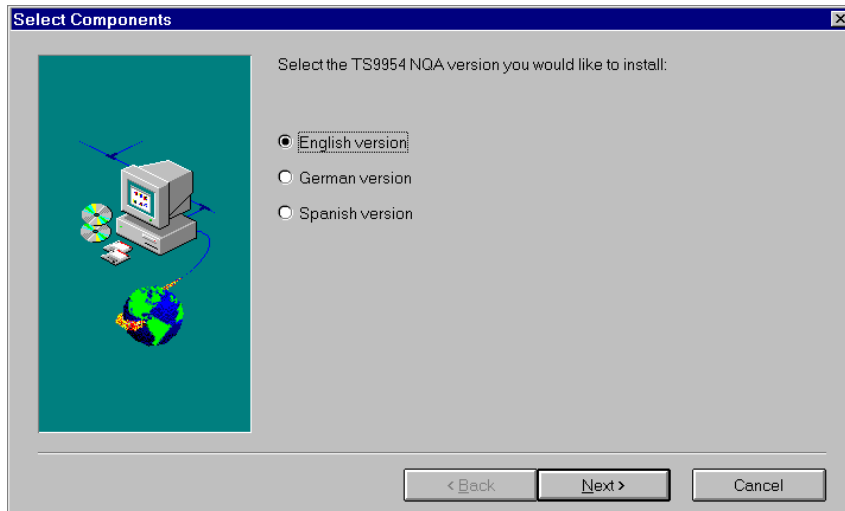 Select Components
Select the TS9954 NQA version you would like to install:
English version
German version
Spanish version
< Back
Next >
Cancel